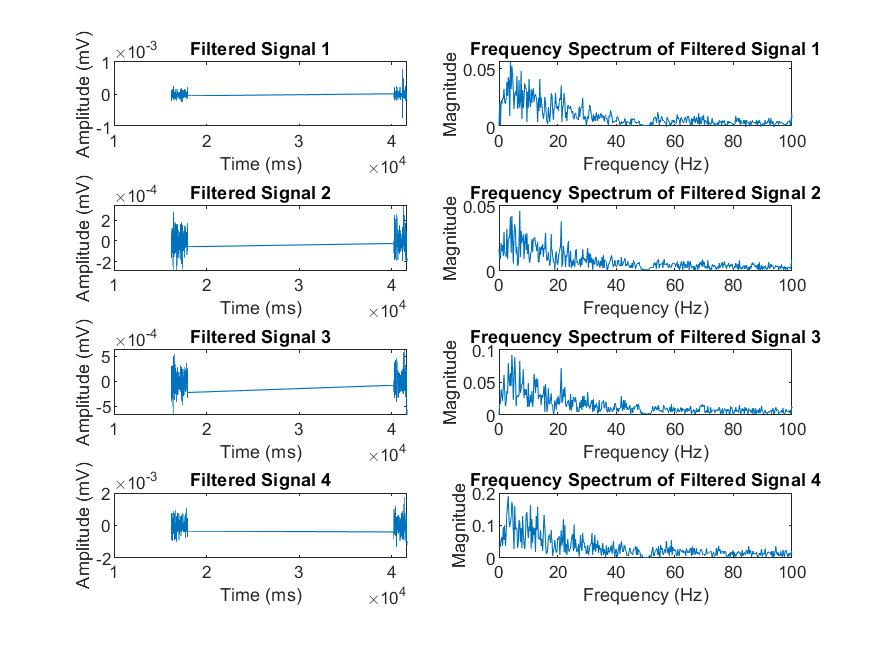 Filtered Signal 1
×10^-3
Amplitude (mV)
1
0
-1
1 2 3 4
Time (ms)
×10^4
Frequency Spectrum of Filtered Signal 1
Magnitude
0.05
0
0 20 40 60 80 100
Frequency (Hz)
Filtered Signal 2
×10^-4
Amplitude (mV)
2
0
-2
1 2 3 4
Time (ms)
×10^4
Frequency Spectrum of Filtered Signal 2
Magnitude
0.05
0
0 20 40 60 80 100
Frequency (Hz)
Filtered Signal 3
×10^-4
Amplitude (mV)
5
0
-5
1 2 3 4
Time (ms)
×10^4
Frequency Spectrum of Filtered Signal 3
Magnitude
0.1
0.05
0
0 20 40 60 80 100
Frequency (Hz)
Filtered Signal 4
×10^-3
Amplitude (mV)
2
0
-2
1 2 3 4
Time (ms)
×10^4
Frequency Spectrum of Filtered Signal 4
Magnitude
0.2
0.1
0
0 20 40 60 80 100
Frequency (Hz)